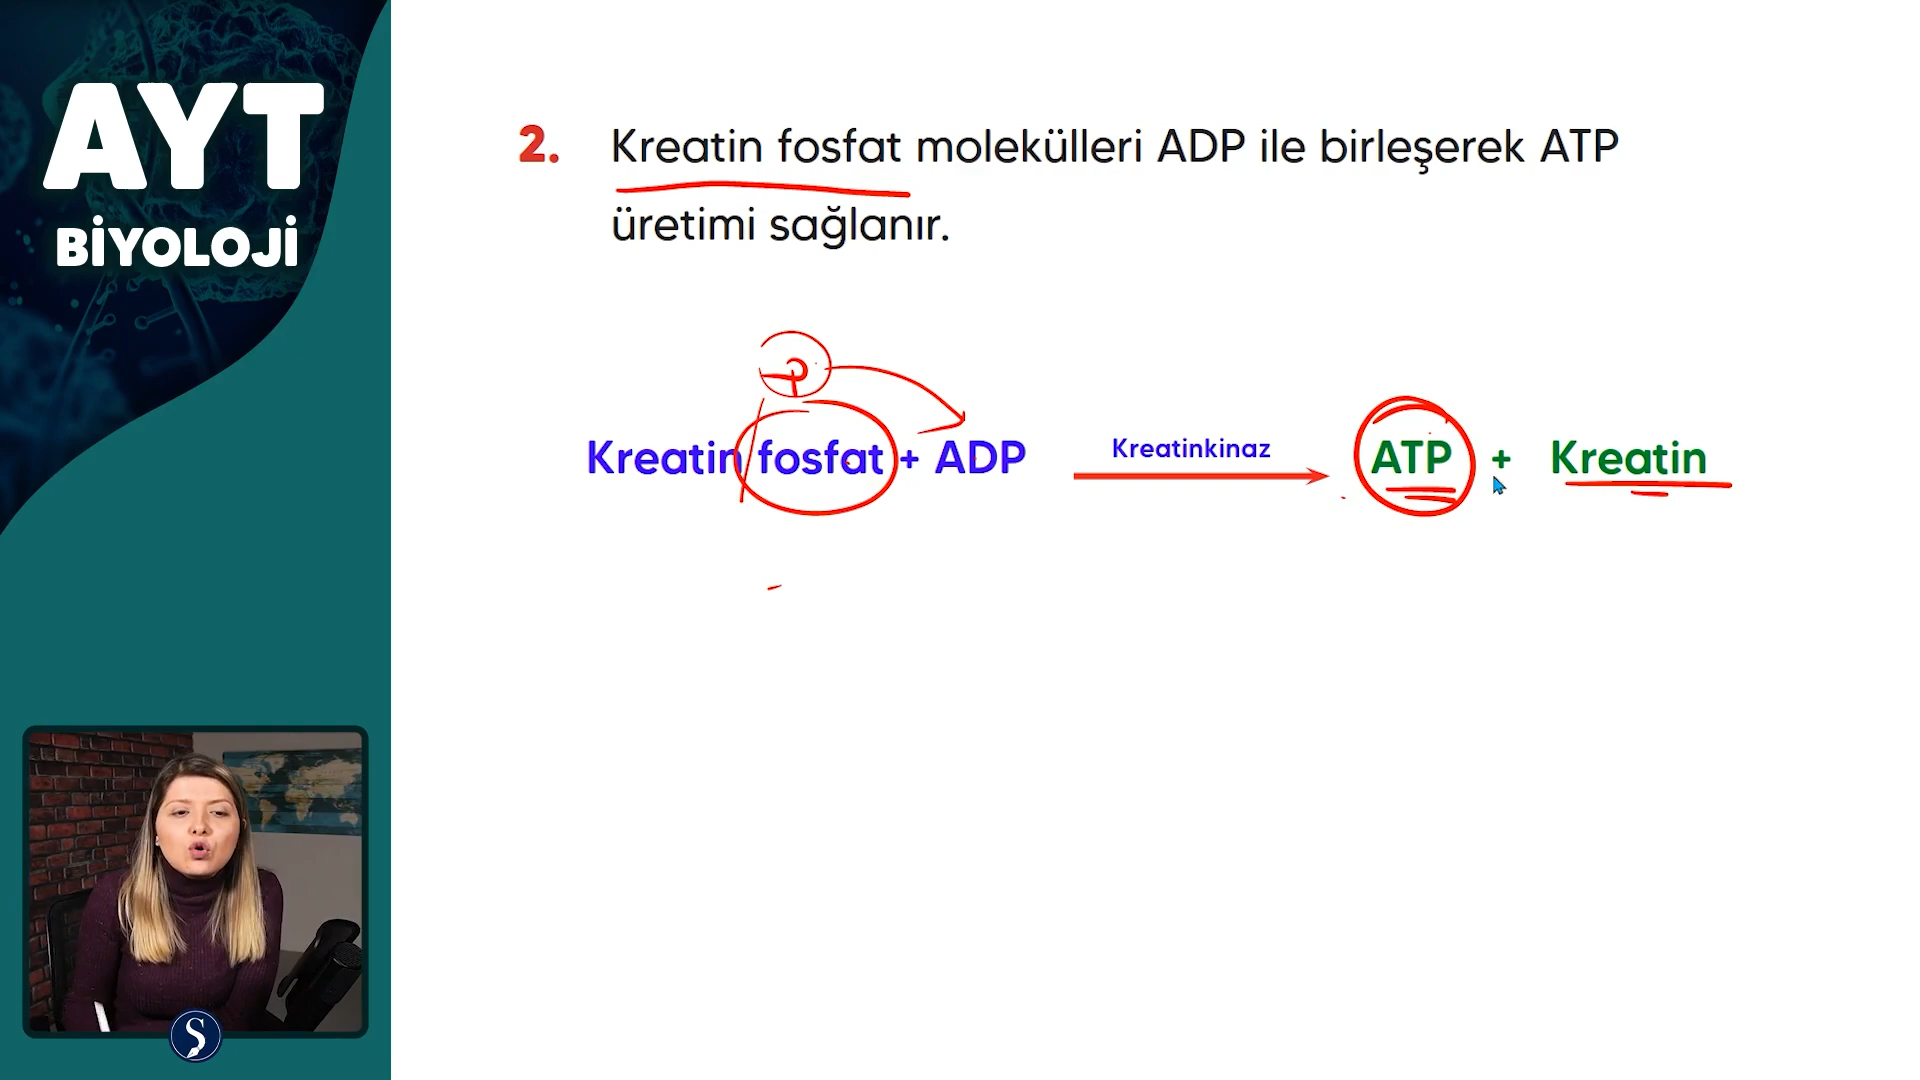 AYT
BİYOLOJİ
2. Kreatin fosfat molekülleri ADP ile birleşerek ATP
üretimi sağlanır.
P
Kreatin fosfat + ADP Kreatinkinaz ATP + Kreatin
S